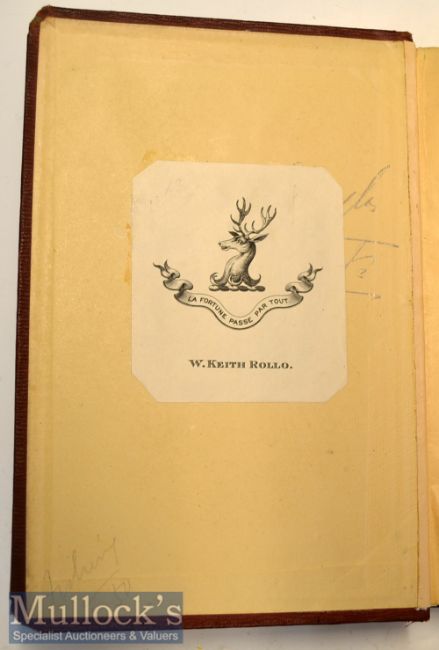 LA FORTUNE PASSE PAR TOUT
W. KEITH ROLLO.
Mullock's
Specialist Auctioneers & Valuers